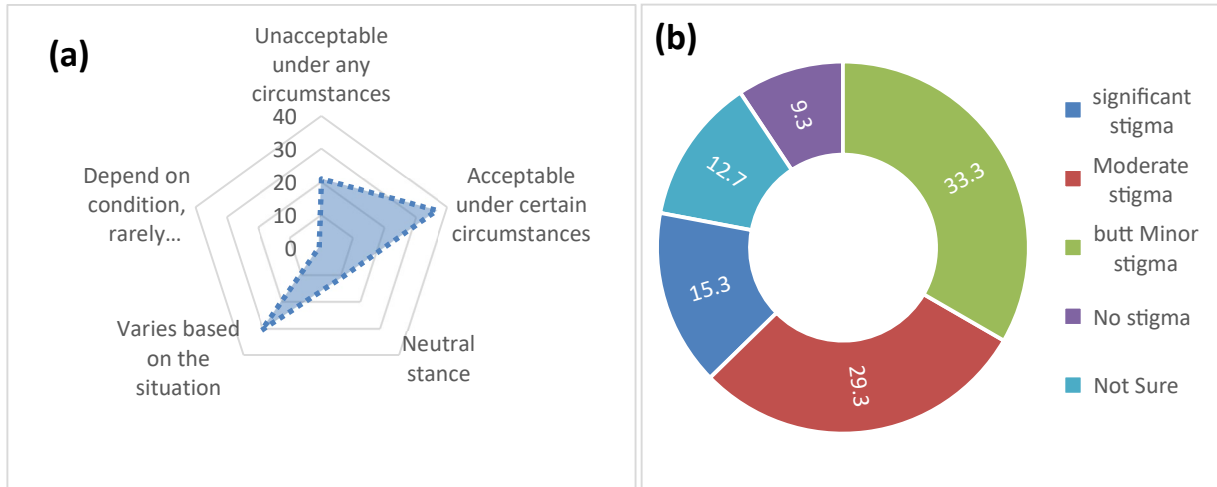 (a)
Unacceptable
under any
circumstances
40
30
20
10
0
Acceptable
under certain
circumstances
Neutral
stance
Varies based
on the
situation
Depend on
condition,
rarely...
(b)
33.3
29.3
15.3
12.7
9.3
significant
stigma
Moderate
stigma
butt Minor
stigma
No stigma
Not Sure